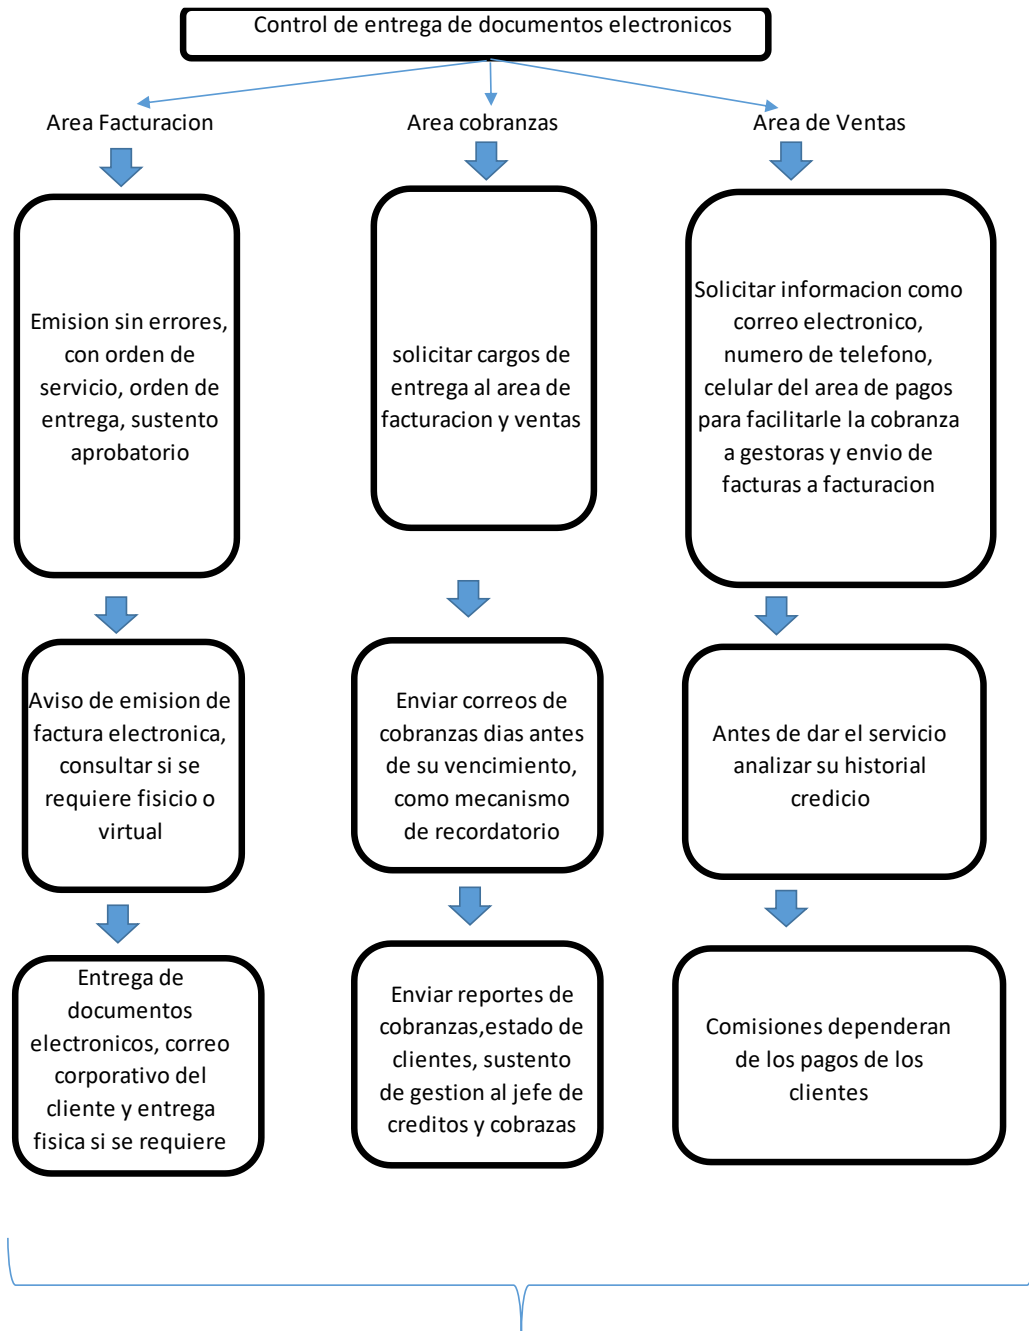 Control de entrega de documentos electronicos
Area Facturacion
Area cobranzas
Area de Ventas
Emision sin errores,
con orden de
servicio, orden de
entrega, sustento
aprobatorio
solicitar cargos de
entrega al area de
facturacion y ventas
Solicitar informacion como
correo electronico,
numero de telefono,
celular del area de pagos
para facilitarle la cobranza
a gestoras y envio de
facturas a facturacion
Aviso de emision de
factura electronica,
consultar si se
requiere fisicio o
virtual
Enviar correos de
cobranzas dias antes
de su vencimiento,
como mecanismo
de recordatorio
Antes de dar el servicio
analizar su historial
credicio
Entrega de
documentos
electronicos, correo
corporativo del
cliente y entrega
fisica si se requiere
Enviar reportes de
cobranzas,estado de
clientes, sustento
de gestion al jefe de
creditos y cobrazas
Comisiones dependeran
de los pagos de los
clientes